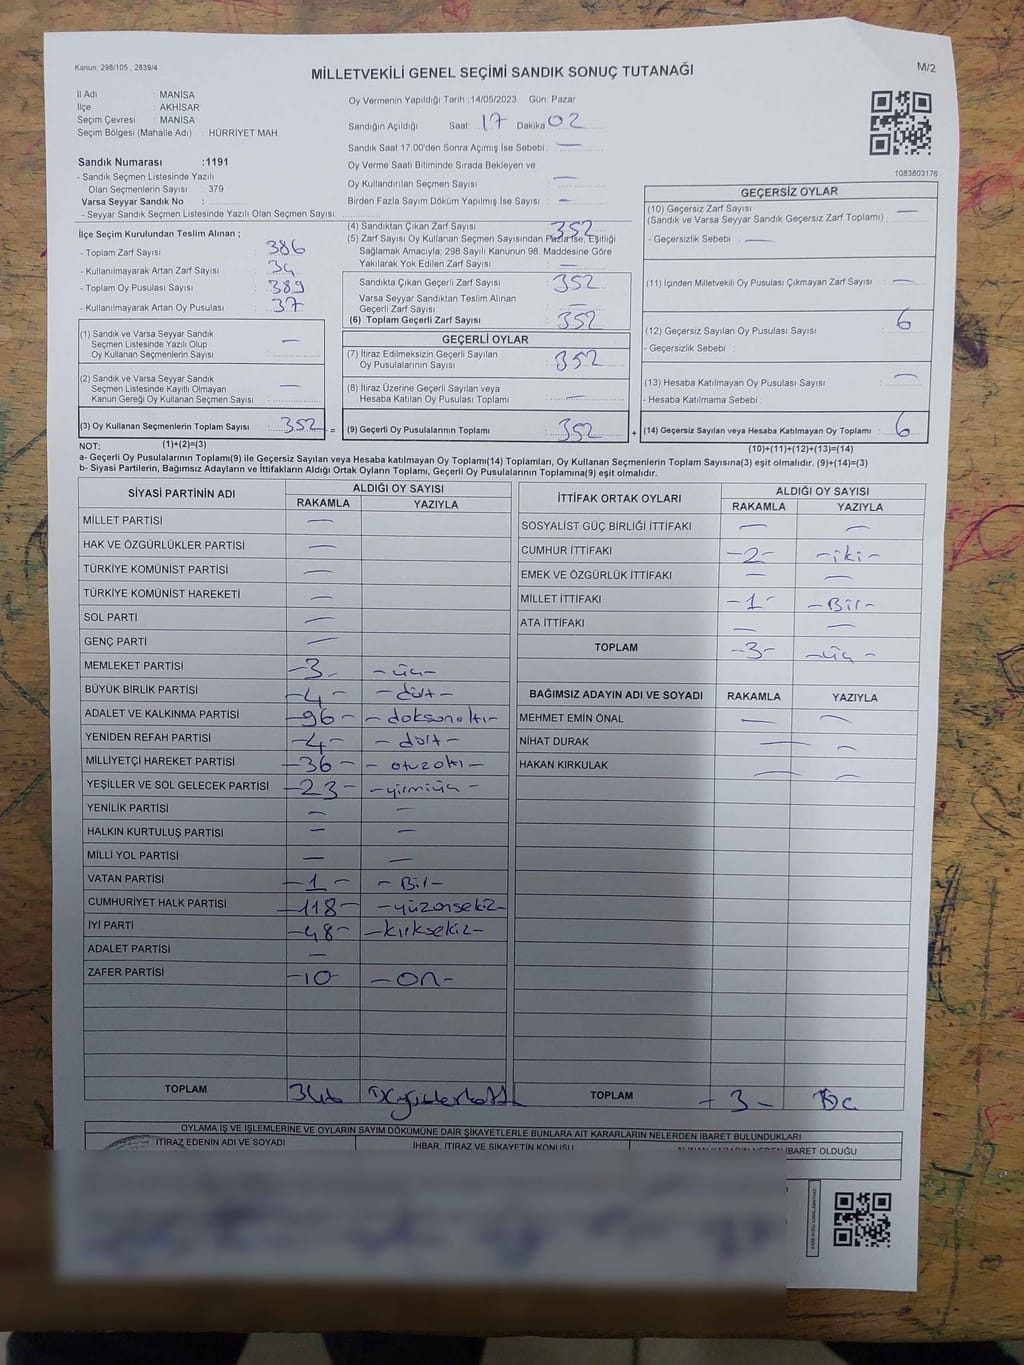 Kanun: 298/105 , 2839/4
MİLLETVEKİLİ GENEL SEÇİMİ SANDIK SONUÇ TUTANAĞI
M/2
İl Adı : MANİSA
İlçe : AKHİSAR
Seçim Çevresi : MANİSA
Seçim Bölgesi (Mahalle Adı) : HÜRRİYET MAH.
Sandık Numarası :1191
- Sandık Seçmen Listesinde Yazılı
Olan Seçmenlerin Sayısı : 379
Varsa Seyyar Sandık No :
- Seyyar Sandık Seçmen Listesinde Yazılı Olan Seçmen Sayısı:
Oy Vermenin Yapıldığı Tarih :14/05/2023 Gün: Pazar
Sandığın Açıldığı Saat: 17 Dakika 02
Sandık Saat 17.00'den Sonra Açımış İse Sebebi : —
Oy Verme Saati Bitiminde Sırada Bekleyen ve
Oy Kullandırılan Seçmen Sayısı : —
Birden Fazla Sayım Döküm Yapılmış İse Sayısı : —
1083803176
İlçe Seçim Kurulundan Teslim Alınan ;
- Toplam Zarf Sayısı : 386
- Kullanılmayarak Artan Zarf Sayısı : 34
- Toplam Oy Pusulası Sayısı : 389
- Kullanılmayarak Artan Oy Pusulası : 37
(1) Sandık ve Varsa Seyyar Sandık
Seçmen Listesinde Yazılı Olup
Oy Kullanan Seçmenlerin Sayısı : —
(2) Sandık ve Varsa Seyyar Sandık
Seçmen Listesinde Kayıtlı Olmayan
Kanun Gereği Oy Kullanan Seçmen Sayısı : —
(3) Oy Kullanan Seçmenlerin Toplam Sayısı : 352 =
(4) Sandıktan Çıkan Zarf Sayısı : 352
(5) Zarf Sayısı Oy Kullanan Seçmen Sayısından Fazla İse, Eşitliği
Sağlamak Amacıyla; 298 Sayılı Kanunun 98. Maddesine Göre
Yakılarak Yok Edilen Zarf Sayısı : —
Sandıkta Çıkan Geçerli Zarf Sayısı : 352
Varsa Seyyar Sandıktan Teslim Alınan
Geçerli Zarf Sayısı : —
(6) Toplam Geçerli Zarf Sayısı : 352
GEÇERLİ OYLAR
(7) İtiraz Edilmeksizin Geçerli Sayılan
Oy Pusulalarının Sayısı : 352
(8) İtiraz Üzerine Geçerli Sayılan veya
Hesaba Katılan Oy Pusulası Toplamı : —
(9) Geçerli Oy Pusulalarının Toplamı : 352 +
GEÇERSİZ OYLAR
(10) Geçersiz Zarf Sayısı : —
(Sandık ve Varsa Seyyar Sandık Geçersiz Zarf Toplamı)
- Geçersizlik Sebebi : —
(11) İçinden Milletvekili Oy Pusulası Çıkmayan Zarf Sayısı : —
(12) Geçersiz Sayılan Oy Pusulası Sayısı : 6
- Geçersizlik Sebebi :
(13) Hesaba Katılmayan Oy Pusulası Sayısı : —
- Hesaba Katılmama Sebebi :
(14) Geçersiz Sayılan veya Hesaba Katılmayan Oy Toplamı : 6
NOT: (1)+(2)=(3)
(10)+(11)+(12)+(13)=(14)
a- Geçerli Oy Pusulalarının Toplamı(9) ile Geçersiz Sayılan veya Hesaba katılmayan Oy Toplamı(14) Toplamları, Oy Kullanan Seçmenlerin Toplam Sayısına(3) eşit olmalıdır. (9)+(14)=(3)
b- Siyasi Partilerin, Bağımsız Adayların ve İttifakların Aldığı Ortak Oyların Toplamı, Geçerli Oy Pusulalarının Toplamına(9) eşit olmalıdır.
SİYASİ PARTİNİN ADI ALDIĞI OY SAYISI
RAKAMLA YAZIYLA
MİLLET PARTİSİ —
HAK VE ÖZGÜRLÜKLER PARTİSİ —
TÜRKİYE KOMÜNİST PARTİSİ —
TÜRKİYE KOMÜNİST HAREKETİ —
SOL PARTİ —
GENÇ PARTİ —
MEMLEKET PARTİSİ -3- -üç-
BÜYÜK BİRLİK PARTİSİ -4- -dört-
ADALET VE KALKINMA PARTİSİ -96- -doksanaltı-
YENİDEN REFAH PARTİSİ -4- -dört-
MİLLİYETÇİ HAREKET PARTİSİ -36- -otuzaltı-
YEŞİLLER VE SOL GELECEK PARTİSİ -23- -yirmiüç-
YENİLİK PARTİSİ — —
HALKIN KURTULUŞ PARTİSİ — —
MİLLİ YOL PARTİSİ — —
VATAN PARTİSİ -1- -Bir-
CUMHURİYET HALK PARTİSİ -118- -yüzonsekiz-
İYİ PARTİ -48- -kırksekiz-
ADALET PARTİSİ —
ZAFER PARTİSİ -10 -on-
TOPLAM 346
İTTİFAK ORTAK OYLARI ALDIĞI OY SAYISI
RAKAMLA YAZIYLA
SOSYALİST GÜÇ BİRLİĞİ İTTİFAKI — —
CUMHUR İTTİFAKI -2- -iki-
EMEK VE ÖZGÜRLÜK İTTİFAKI — —
MİLLET İTTİFAKI -1- -Bir-
ATA İTTİFAKI — —
TOPLAM -3- -üç-
BAĞIMSIZ ADAYIN ADI VE SOYADI RAKAMLA YAZIYLA
MEHMET EMİN ÖNAL — —
NİHAT DURAK — —
HAKAN KIRKULAK — —
TOPLAM -3-
OYLAMA İŞ VE İŞLEMLERİNE VE OYLARIN SAYIM DÖKÜMÜNE DAİR ŞİKAYETLERLE BUNLARA AİT KARARLARIN NELERDEN İBARET BULUNDUKLARI
İTİRAZ EDENİN ADI VE SOYADI
İHBAR, İTİRAZ VE ŞİKAYETİN KONUSU
ALINAN KARARIN NEDEN İBARET OLDUĞU